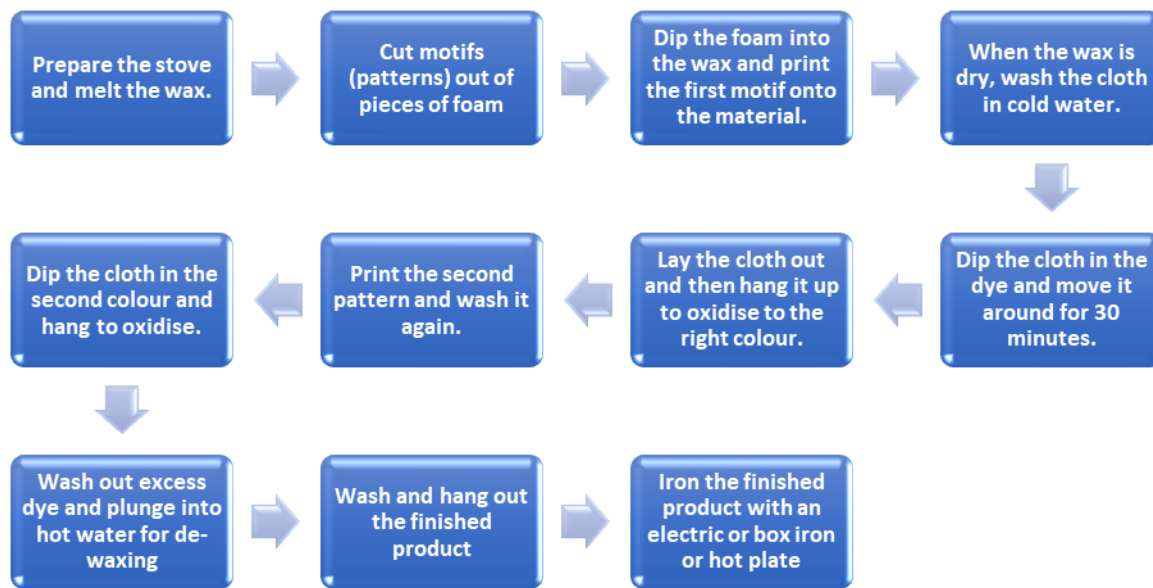 Prepare the stove
and melt the wax.
Cut motifs
(patterns) out of
pieces of foam
Dip the foam into
the wax and print
the first motif onto
the material.
When the wax is
dry, wash the cloth
in cold water.
Dip the cloth in the
dye and move it
around for 30
minutes.
Lay the cloth out
and then hang it up
to oxidise to the
right colour.
Print the second
pattern and wash it
again.
Dip the cloth in the
second colour and
hang to oxidise.
Wash out excess
dye and plunge into
hot water for de-
waxing
Wash and hang out
the finished
product
Iron the finished
product with an
electric or box iron
or hot plate